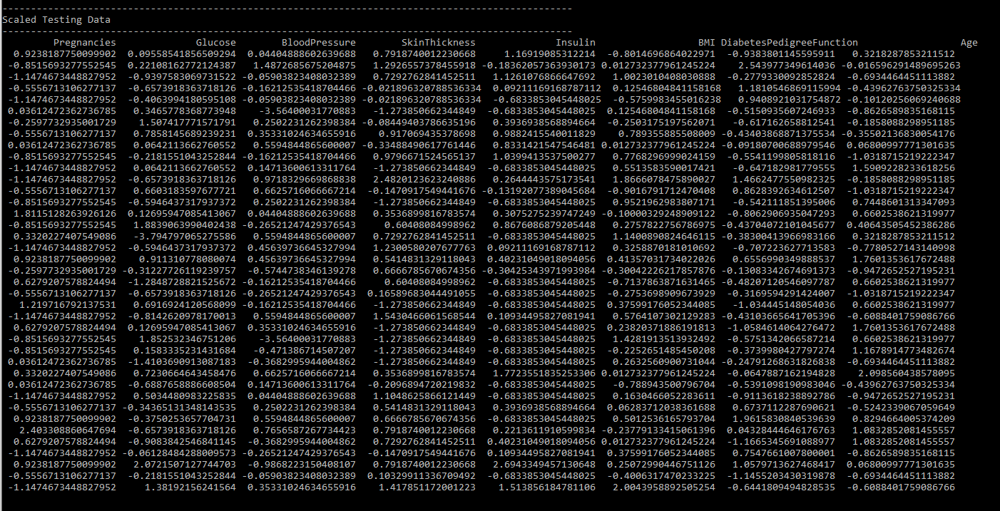 ----------------------------------------------------------------------------------------------------
Scaled Testing Data
----------------------------------------------------------------------------------------------------
Pregnancies Glucose BloodPressure SkinThickness Insulin BMI DiabetesPedigreeFunction Age
0.9238187750099902 0.09558541856509294 0.04404888602639688 0.7918740012230668 1.16919085312214 -0.8014696864022971 -0.9383801145595911 0.3218287853211512
-0.8515693277552545 0.22108162772124387 1.4872685675204875 1.2926557378455918 -0.18362057363930173 0.012732377961245224 2.543977349614036 -0.016596291489695263
-1.1474673448827952 -0.9397583069731522 -0.05903823408032389 0.7292762841452511 1.1261076866647692 1.0023010408030888 -0.2779330092852824 -0.6934464451113882
-0.5556713106277137 -0.6573918363718126 -0.16212535418704466 -0.021896320788536334 0.09211169168787112 0.12546804841158168 1.1810546869115994 -0.43962763750325334
-1.1474673448827952 -0.4063994180595108 -0.05903823408032389 -0.021896320788536334 -0.6833853045448025 -0.5759983455016238 0.9408921031754872 -0.10120256069240688
0.03612472362736785 0.3465778368773948 -3.56400031770883 -1.273850662344849 -0.6833853045448025 0.12546804841158168 -0.5150935607246933 -0.8626589835168115
-0.2597732935001729 1.507417771571791 0.2502231262398384 -0.08449403786635196 0.3936938568894664 -0.2503175197562071 -0.617162658812541 -0.1858088298951185
-0.5556713106277137 0.7858145689239231 0.35331024634655916 0.917069435378698 0.9882415540011829 0.789355885508009 -0.43403868871375534 -0.35502136830054176
0.03612472362736785 0.0642113662760552 0.5594844865600007 -0.33488490617761446 0.8331421547546481 0.012732377961245224 -0.09180700688979546 0.06800997771301635
-0.8515693277552545 -0.2181551043252844 -0.16212535418704466 0.9796671524565137 1.0399413537500277 0.7768296999024159 -0.5541199805818116 -1.0318715219222347
-1.1474673448827952 0.0642113662760552 0.14713600613311764 -1.273850662344849 -0.6833853045448025 0.5513583590017421 -0.647182981779555 1.5909228233618256
-1.1474673448827952 -0.6573918363718126 0.9718329669868838 2.4820123623240886 0.2644443575173541 1.8666078475890027 1.4662477550982325 -0.1858088298951185
-0.5556713106277137 0.6603183597677721 0.6625716066667214 -0.1470917549441676 -0.13192077389045684 -0.9016791712470408 0.8628392634612507 -1.0318715219222347
-0.8515693277552545 -0.5946437317937372 0.2502231262398384 -1.273850662344849 -0.6833853045448025 0.9521962983807171 -0.542111851395006 0.7448601313347093
1.8115128263926126 0.12695947085413067 0.04404888602639688 0.3536899816783574 0.3075275239747249 -0.10000329248909122 -0.8062906935047293 0.6602538621319977
-0.8515693277552545 1.8839063990402438 -0.26521247429376543 0.60408084998962 0.8676086879205448 0.2757822756786975 -0.43704072101045677 0.40643505452386286
0.3320227407549086 -3.794797065275586 0.5594844865600007 0.7292762841452511 -0.6833853045448025 1.1400890824646115 -0.38300413966983166 0.3218287853211512
-1.1474673448827952 -0.5946437317937372 0.45639736645327994 1.2300580207677763 0.09211169168787112 0.3258870181010692 -0.707223627713583 -0.7780527143140998
0.9238187750099902 0.911310778080074 0.45639736645327994 0.5414831329118043 0.40231049018094056 0.41357031734022026 0.6556990349888537 1.7601353617672488
-0.2597732935001729 -0.31227726119239757 -0.5744738346139278 0.6666785670674356 -0.30425343971993984 -0.30042226217857876 -0.13083342674691373 -0.9472652527195231
0.6279207578824494 -1.2848728821525672 -0.16212535418704466 0.60408084998962 -0.6833853045448025 -0.7137863871631465 -0.48207120546097787 0.6602538621319977
-0.5556713106277137 -0.6573918363718126 -0.26521247429376543 0.16589683044491055 -0.6833853045448025 -0.2753698909673929 -0.3169594291424007 -1.0318715219222347
1.219716792137531 0.6916924120568099 -0.16212535418704466 -1.273850662344849 -0.6833853045448025 0.37599176052344085 -1.034445148054036 0.6602538621319977
-1.1474673448827952 -0.8142620978170013 0.5594844865600007 1.5430466061568544 0.10934495827081941 0.5764107302129283 -0.43103665641705396 -0.6088401759086766
0.6279207578824494 0.12695947085413067 0.35331024634655916 -1.273850662344849 -0.6833853045448025 0.23820371886191813 -1.0584614064276472 1.7601353617672488
-0.8515693277552545 1.852532346751206 -3.56400031770883 -1.273850662344849 -0.6833853045448025 1.4281913513932492 -0.5751342066587214 0.6602538621319977
-0.8515693277552545 0.1583335231431684 -0.471386714507207 -1.273850662344849 -0.6833853045448025 -0.2252651485450208 -0.3739980427797274 1.1678914773482674
0.03612472362736785 -1.4103690913087183 -0.3682995944004862 -1.273850662344849 -0.6833853045448025 0.2632560900731044 -0.24791268631826838 -0.6934464451113882
0.3320227407549086 0.7230664643458476 0.6625716066667214 0.3536899816783574 1.7723551835253306 0.012732377961245224 -0.0647887162194828 2.098560438578095
0.03612472362736785 -0.6887658886608504 0.14713600613311764 -0.2096894720219832 -0.6833853045448025 -0.788943500796704 -0.5391098190983046 -0.43962763750325334
-1.1474673448827952 0.5034480983225835 0.04404888602639688 1.1048625866121449 -0.6833853045448025 0.1630466052283611 -0.9113618238892786 -0.9472652527195231
-0.5556713106277137 -0.34365131348143535 0.2502231262398384 0.5414831329118043 0.3936938568894664 0.06283712038361688 0.6737112287690621 -0.5242339067059649
0.9238187750099902 -0.3750253657704731 0.5594844865600007 0.6666785670674356 -0.6833853045448025 0.5012536165793704 1.9615830840539639 0.8294664005374209
2.403308860647694 -0.6573918363718126 0.7656587267734423 0.7918740012230668 0.2213611910599834 -0.23779133415061396 0.04328444646176763 1.0832852081455557
0.6279207578824494 -0.9083842546841145 -0.3682995944004862 0.7292762841452511 0.40231049018094056 0.012732377961245224 -1.1665345691088977 1.0832852081455557
-1.1474673448827952 -0.06128484288009573 -0.26521247429376543 -0.1470917549441676 0.10934495827081941 0.37599176052344085 0.7547661007800001 -0.8626589835168115
0.9238187750099902 2.0721507127744703 -0.9868223150408107 0.7918740012230668 2.6943349457130648 0.25072990446751126 1.0579713627468417 0.06800997771301635
-0.5556713106277137 -0.2181551043252844 -0.05903823408032389 0.10329911336709492 -0.6833853045448025 -0.4006317470233225 -1.1455203430319878 -0.6934464451113882
-1.1474673448827952 1.38192156241564 0.35331024634655916 1.417851172001223 1.513856184781106 2.0043958892505254 -0.6441809494828535 -0.6088401759086766